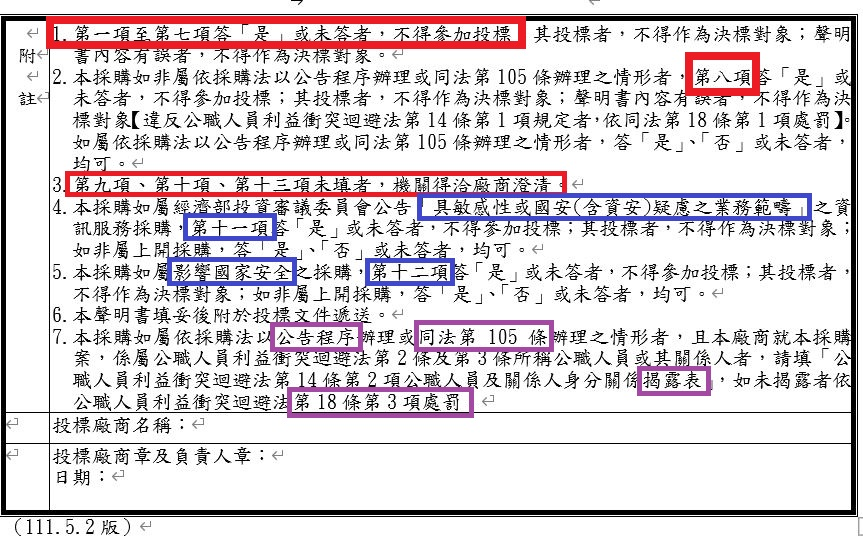 附註
1. 第一項至第七項答「是」或未答者，不得參加投標，其投標者，不得作為決標對象；聲明
書內容有誤者，不得作為決標對象。
2. 本採購如非屬依採購法以公告程序辦理或同法第 105 條辦理之情形者，第八項答「是」或
未答者，不得參加投標；其投標者，不得作為決標對象；聲明書內容有誤者，不得作為決
標對象【違反公職人員利益衝突迴避法第 14 條第 1 項規定者，依同法第 18 條第 1 項處罰】。
如屬依採購法以公告程序辦理或同法第 105 條辦理之情形者，答「是」、「否」或未答者，
均可。
3. 第九項、第十項、第十三項未填者，機關得洽廠商澄清。
4. 本採購如屬經濟部投資審議委員會公告「具敏感性或國安(含資安)疑慮之業務範疇」之資
訊服務採購，第十一項答「是」或未答者，不得參加投標；其投標者，不得作為決標對象；
如非屬上開採購，答「是」、「否」或未答者，均可。
5. 本採購如屬影響國家安全之採購，第十二項答「是」或未答者，不得參加投標；其投標者，
不得作為決標對象；如非屬上開採購，答「是」、「否」或未答者，均可。
6. 本聲明書填妥後附於投標文件遞送。
7. 本採購如屬依採購法以公告程序辦理或同法第 105 條辦理之情形者，且本廠商就本採購
案，係屬公職人員利益衝突迴避法第 2 條及第 3 條所稱公職人員或其關係人者，請填「公
職人員利益衝突迴避法第 14 條第 2 項公職人員及關係人身分關係揭露表」，如未揭露者依
公職人員利益衝突迴避法第 18 條第 3 項處罰
投標廠商名稱：
投標廠商章及負責人章：
日期：
（111.5.2 版）